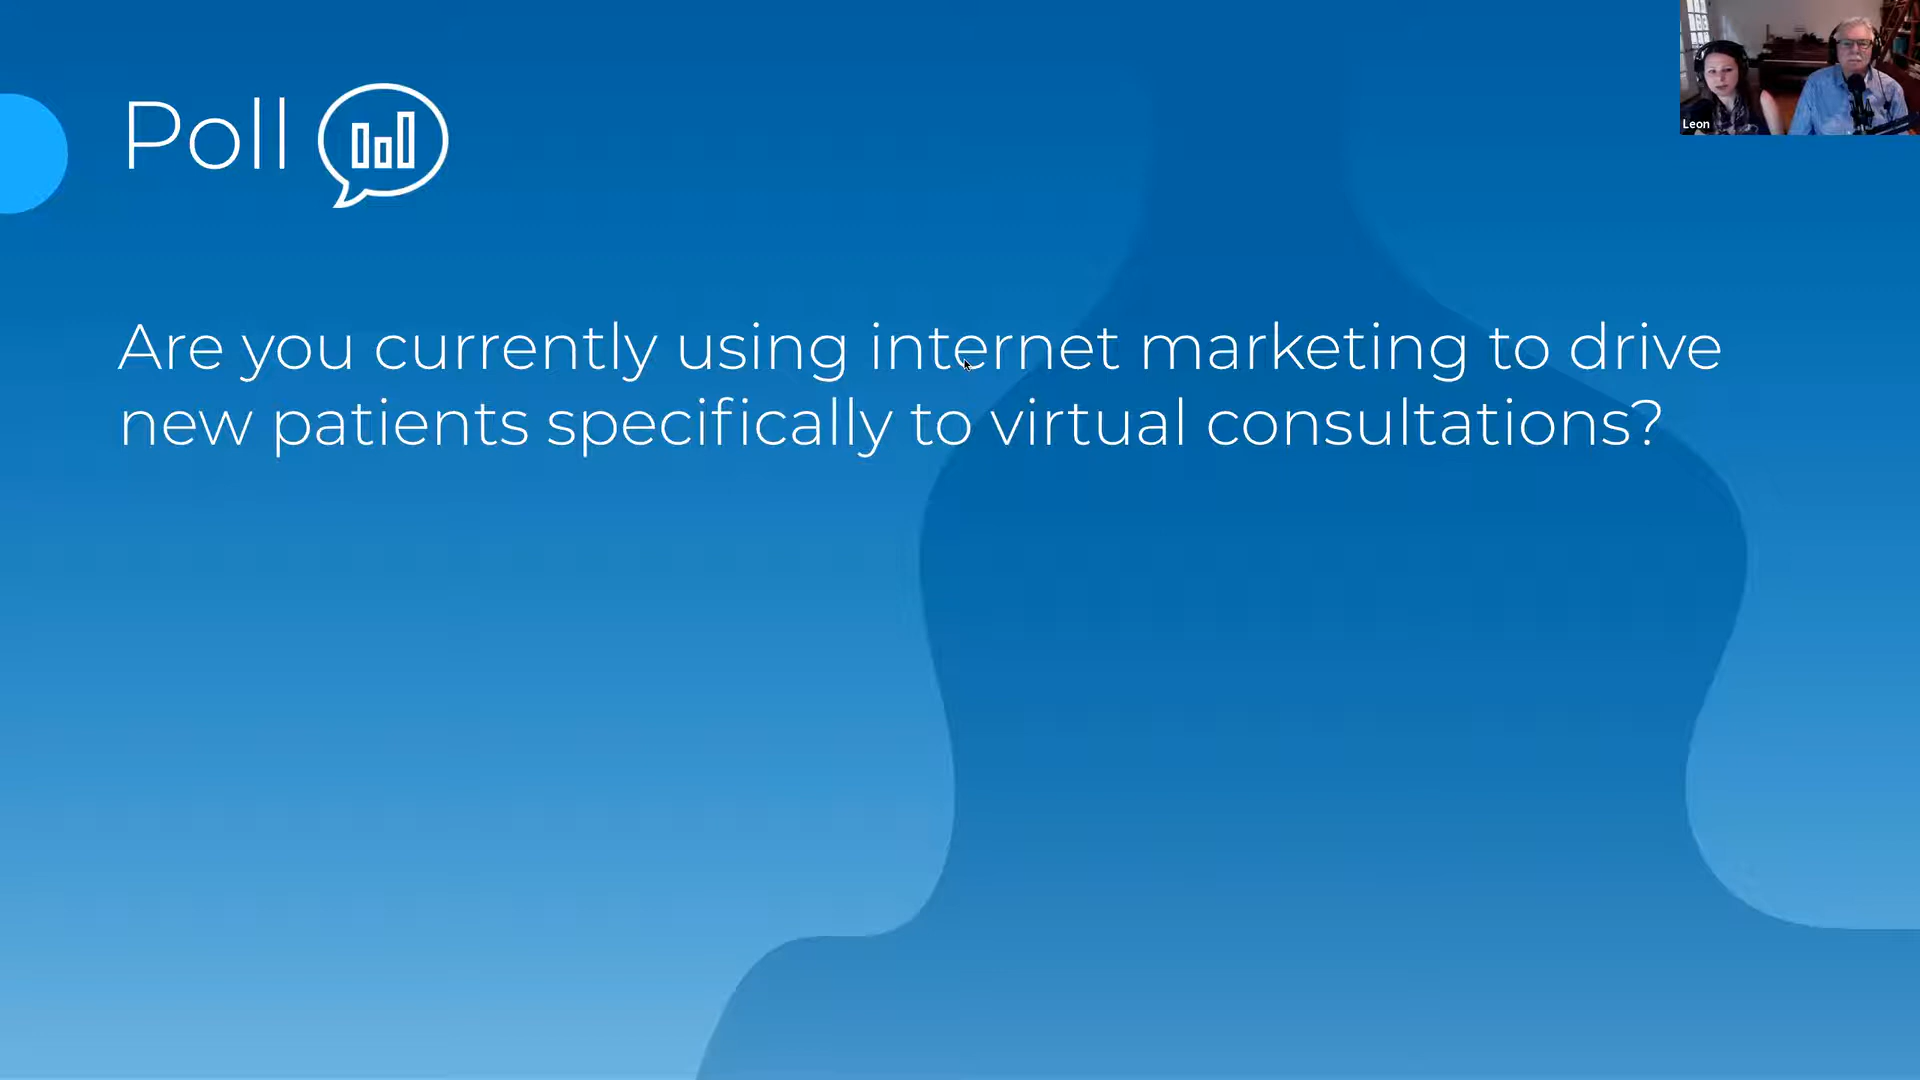 Poll
Are you currently using internet marketing to drive
new patients specifically to virtual consultations?
Leon